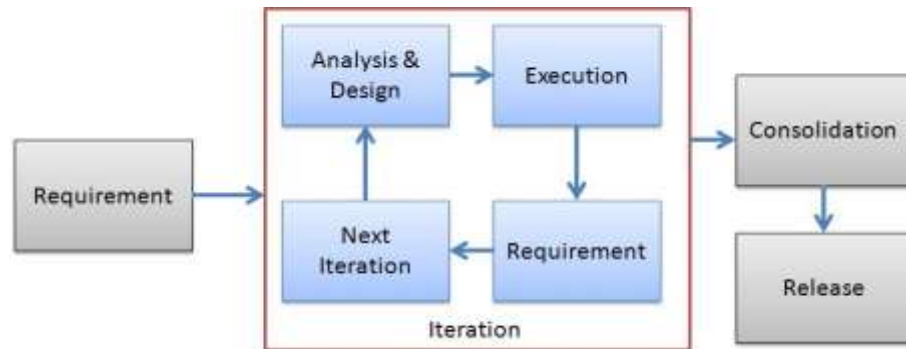 Requirement
Analysis &
Design
Execution
Next
Iteration
Requirement
Iteration
Consolidation
Release